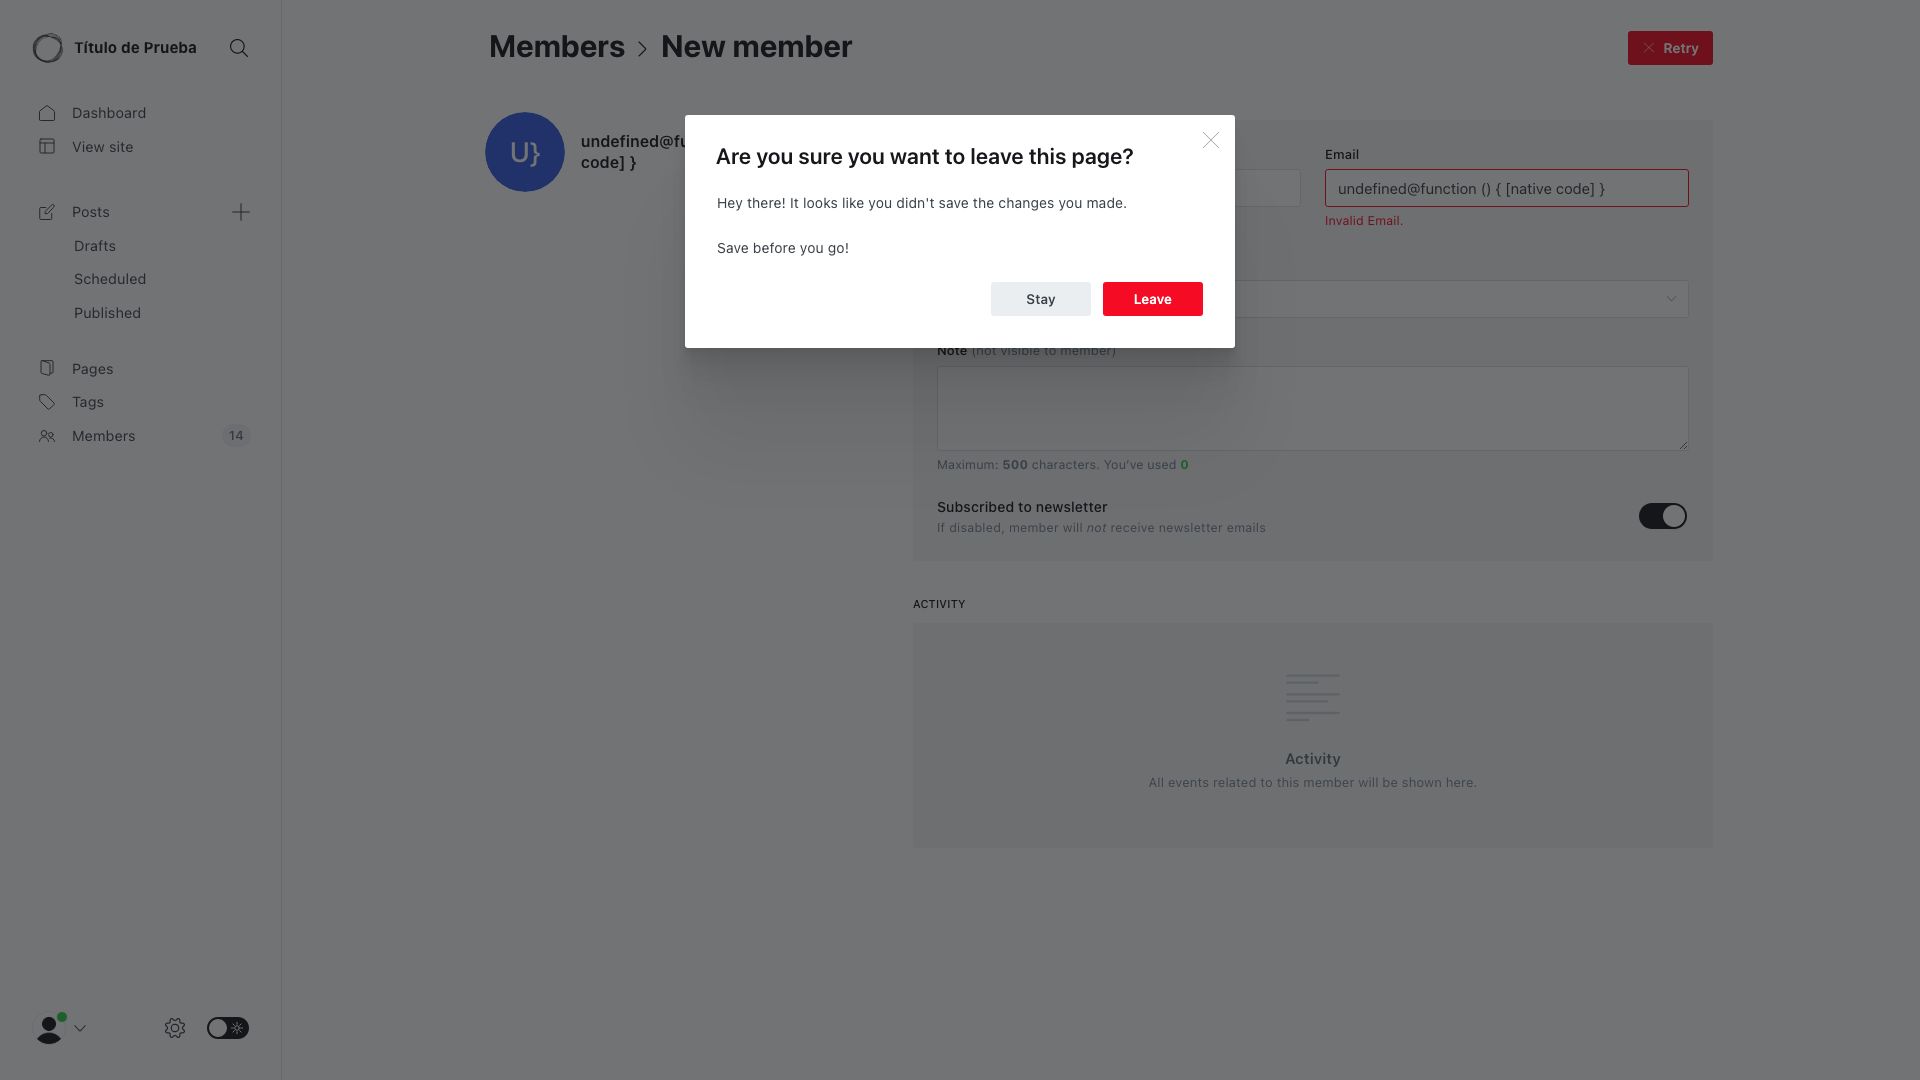 Título de Prueba
Dashboard
View site
Posts
Drafts
Scheduled
Published
Pages
Tags
Members
14
Members
New member
Retry
U}
undefined@fu
code] }
Are you sure you want to leave this page?
Hey there! It looks like you didn't save the changes you made.
Save before you go!
Stay
Leave
Email
undefined@function () { [native code] }
Invalid Email.
Note (not visible to member)
Maximum: 500 characters. You've used 0
Subscribed to newsletter
If disabled, member will not receive newsletter emails
ACTIVITY
Activity
All events related to this member will be shown here.